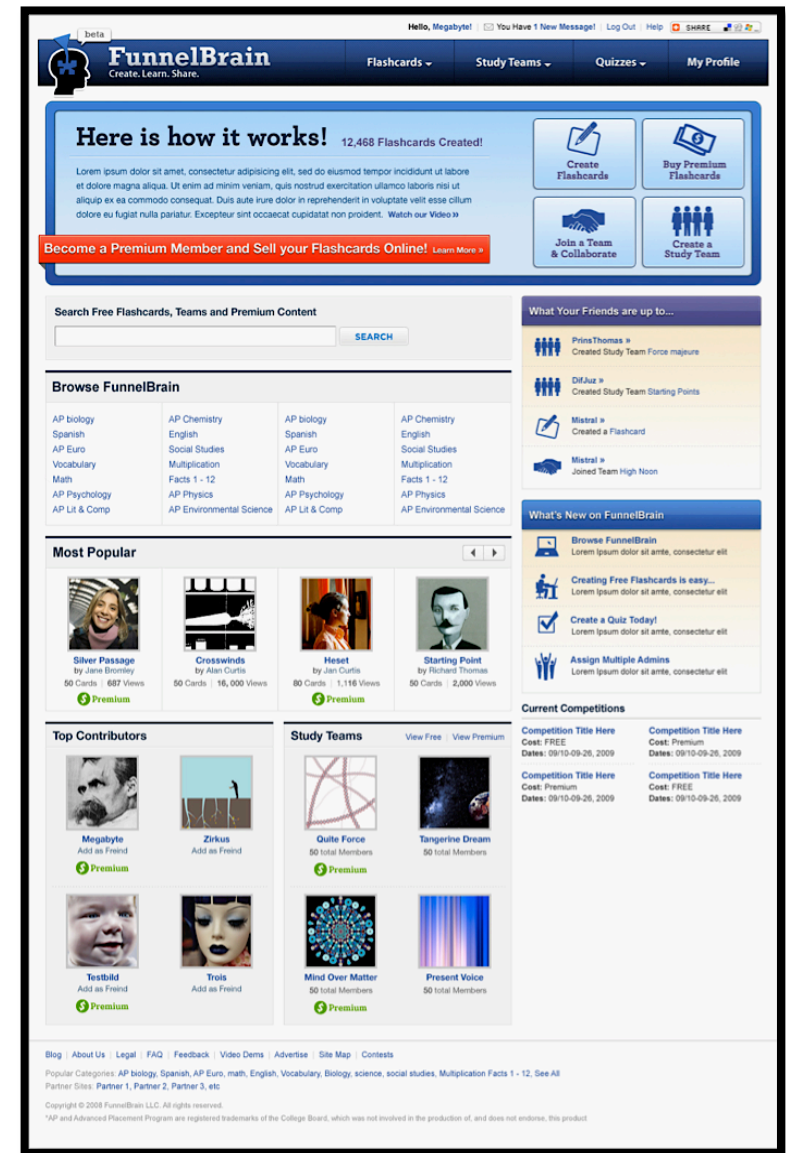 beta
Hello, Megabyte! | You Have 1 New Message! | Log Out | Help SHARE
FunnelBrain
Create. Learn. Share.
Flashcards Study Teams Quizzes My Profile
Here is how it works! 12,468 Flashcards Created!
Lorem ipsum dolor sit amet, consectetur adipisicing elit, sed do eiusmod tempor incididunt ut labore
et dolore magna aliqua. Ut enim ad minim veniam, quis nostrud exercitation ullamco laboris nisi ut
aliquip ex ea commodo consequat. Duis aute irure dolor in reprehenderit in voluptate velit esse cillum
dolore eu fugiat nulla pariatur. Excepteur sint occaecat cupidatat non proident. Watch our Video »
Become a Premium Member and Sell your Flashcards Online! Learn More »
Create
Flashcards
Buy Premium
Flashcards
Join a Team
& Collaborate
Create a
Study Team
Search Free Flashcards, Teams and Premium Content
SEARCH
Browse FunnelBrain
AP biology AP Chemistry AP biology AP Chemistry
Spanish English Spanish English
AP Euro Social Studies AP Euro Social Studies
Vocabulary Multiplication Vocabulary Multiplication
Math Facts 1 - 12 Math Facts 1 - 12
AP Psychology AP Physics AP Psychology AP Physics
AP Lit & Comp AP Environmental Science AP Lit & Comp AP Environmental Science
Most Popular
Silver Passage
by Jane Bromley
50 Cards | 687 Views
Premium
Crosswinds
by Alan Curtis
50 Cards | 16, 000 Views
Heset
by Jan Curtis
80 Cards | 1,116 Views
Premium
Starting Point
by Richard Thomas
50 Cards | 2,000 Views
Top Contributors
Megabyte
Add as Freind
Premium
Zirkus
Add as Freind
Testbild
Add as Freind
Premium
Trois
Add as Freind
Study Teams View Free | View Premium
Quite Force
50 total Members
Premium
Tangerine Dream
50 total Members
Mind Over Matter
50 total Members
Premium
Present Voice
50 total Members
What Your Friends are up to...
PrinsThomas »
Created Study Team Force majeure
DifJuz »
Created Study Team Starting Points
Mistral »
Created a Flashcard
Mistral »
Joined Team High Noon
What's New on FunnelBrain
Browse FunnelBrain
Lorem Ipsum dolor sit amte, consectetur elit
Creating Free Flashcards is easy...
Lorem Ipsum dolor sit amte, consectetur elit
Create a Quiz Today!
Lorem Ipsum dolor sit amte, consectetur elit
Assign Multiple Admins
Lorem Ipsum dolor sit amte, consectetur elit
Current Competitions
Competition Title Here
Cost: FREE
Dates: 09/10-09-26, 2009
Competition Title Here
Cost: Premium
Dates: 09/10-09-26, 2009
Competition Title Here
Cost: Premium
Dates: 09/10-09-26, 2009
Competition Title Here
Cost: FREE
Dates: 09/10-09-26, 2009
Blog | About Us | Legal | FAQ | Feedback | Video Dems | Advertise | Site Map | Contests
Popular Categories: AP biology, Spanish, AP Euro, math, English, Vocabulary, Biology, science, social studies, Multiplication Facts 1 - 12, See All
Partner Sites: Partner 1, Partner 2, Partner 3, etc
Copyright © 2008 FunnelBrain LLC. All rights reserved.
*AP and Advanced Placement Program are registered trademarks of the College Board, which was not involved in the production of, and does not endorse, this product